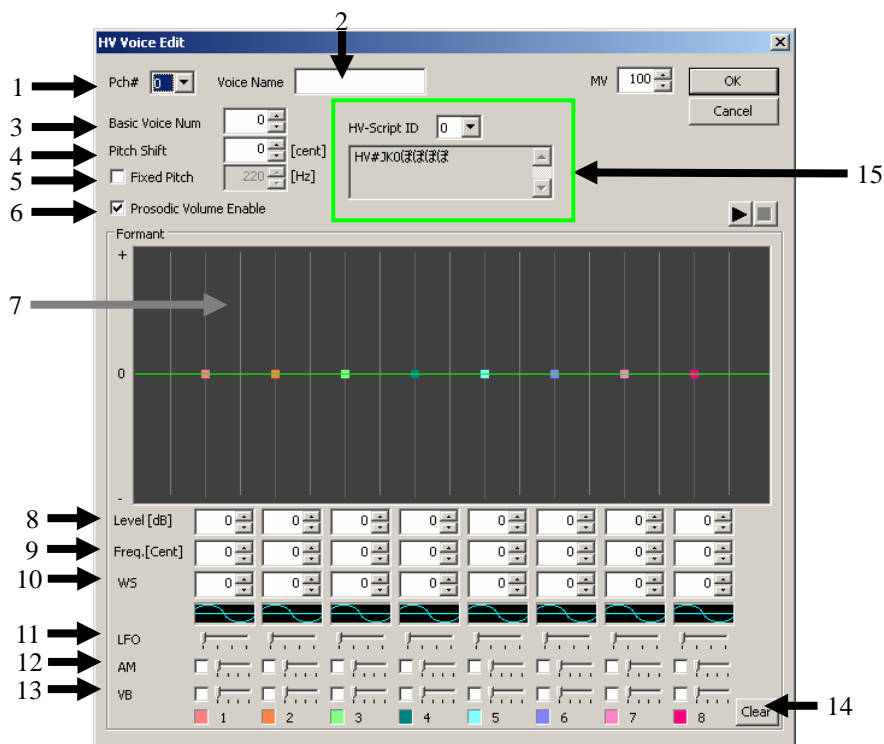 2
HV Voice Edit
1 Pch# 0 Voice Name MV 100 OK
Cancel
3 Basic Voice Num 0
4 Pitch Shift 0 [cent]
5 Fixed Pitch 220 [Hz]
6 Prosodic Volume Enable
HV-Script ID 0
HV#JK0(ぽ(ぽ(ぽ(ぽ
15
Formant
+
7
0
-
8 Level [dB] 0 0 0 0 0 0 0 0
9 Freq.[Cent] 0 0 0 0 0 0 0 0
10 WS 0 0 0 0 0 0 0 0
11 LFO
12 AM
13 VB
1 2 3 4 5 6 7 8 Clear 14